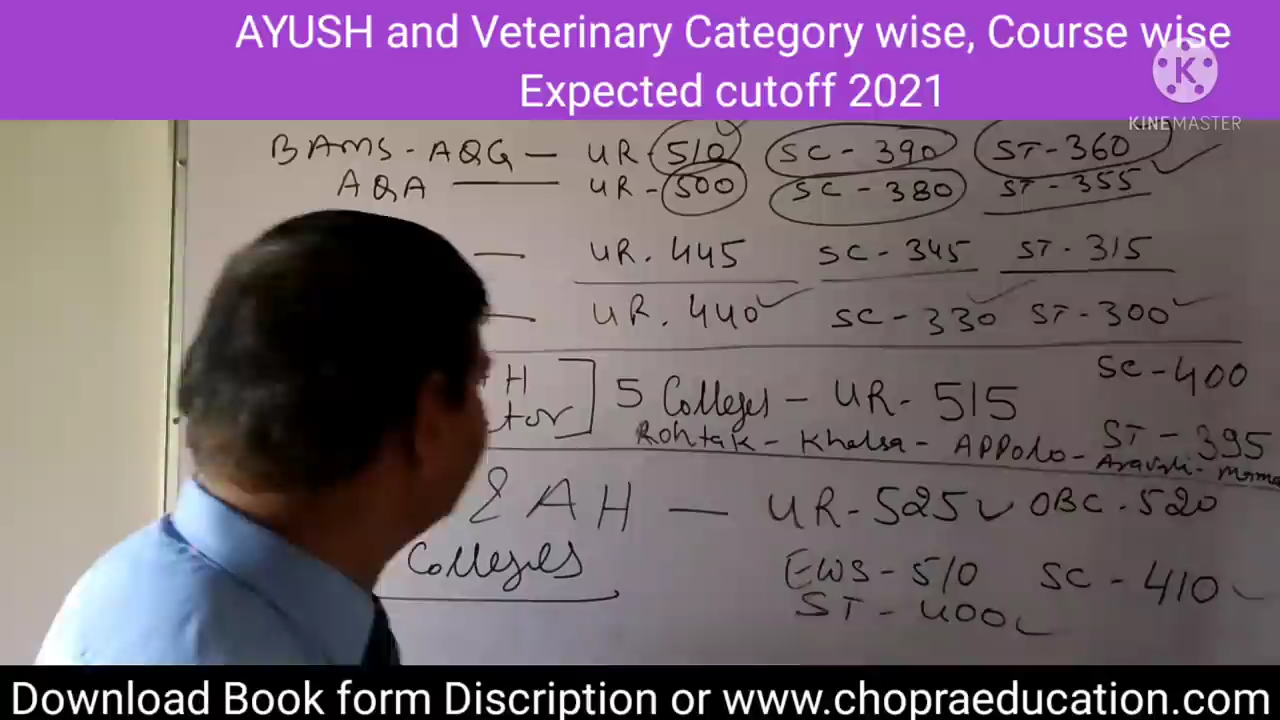 AYUSH and Veterinary Category wise, Course wise
Expected cutoff 2021
K
KINEMASTER
BAMS - AQG — UR 510 SC - 390 ST - 360
AQA — UR - 500 SC - 380 ST - 355
— UR. 445 SC - 345 ST - 315
— UR. 440 SC - 330 ST - 300
H SC - 400
tor 5 Colleges - UR - 515
Rohtak - Khalsa - APPolo - ST - 395
Aravali -
& AH — UR - 525 OBC - 520
Colleges EWS - 510 SC - 410
ST - 400
Download Book form Discription or www.chopraeducation.com